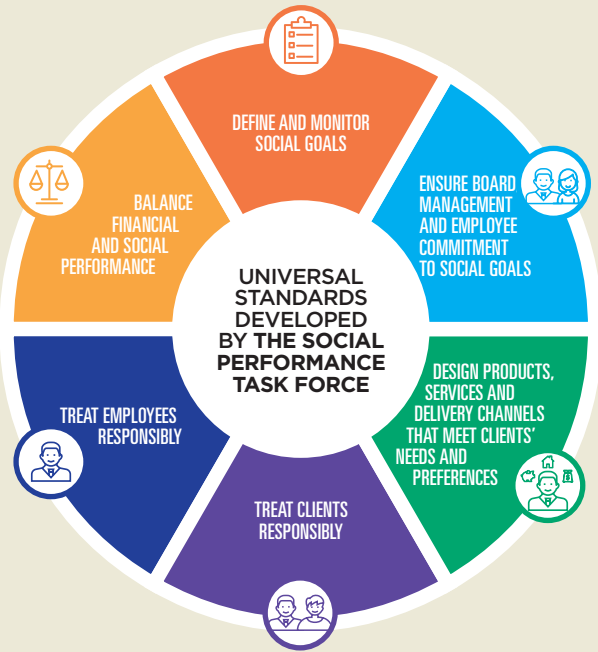 DEFINE AND MONITOR
SOCIAL GOALS
ENSURE BOARD
MANAGEMENT
AND EMPLOYEE
COMMITMENT
TO SOCIAL GOALS
DESIGN PRODUCTS,
SERVICES AND
DELIVERY CHANNELS
THAT MEET CLIENTS'
NEEDS AND
PREFERENCES
TREAT CLIENTS
RESPONSIBLY
TREAT EMPLOYEES
RESPONSIBLY
BALANCE
FINANCIAL
AND SOCIAL
PERFORMANCE
UNIVERSAL
STANDARDS
DEVELOPED
BY THE SOCIAL
PERFORMANCE
TASK FORCE